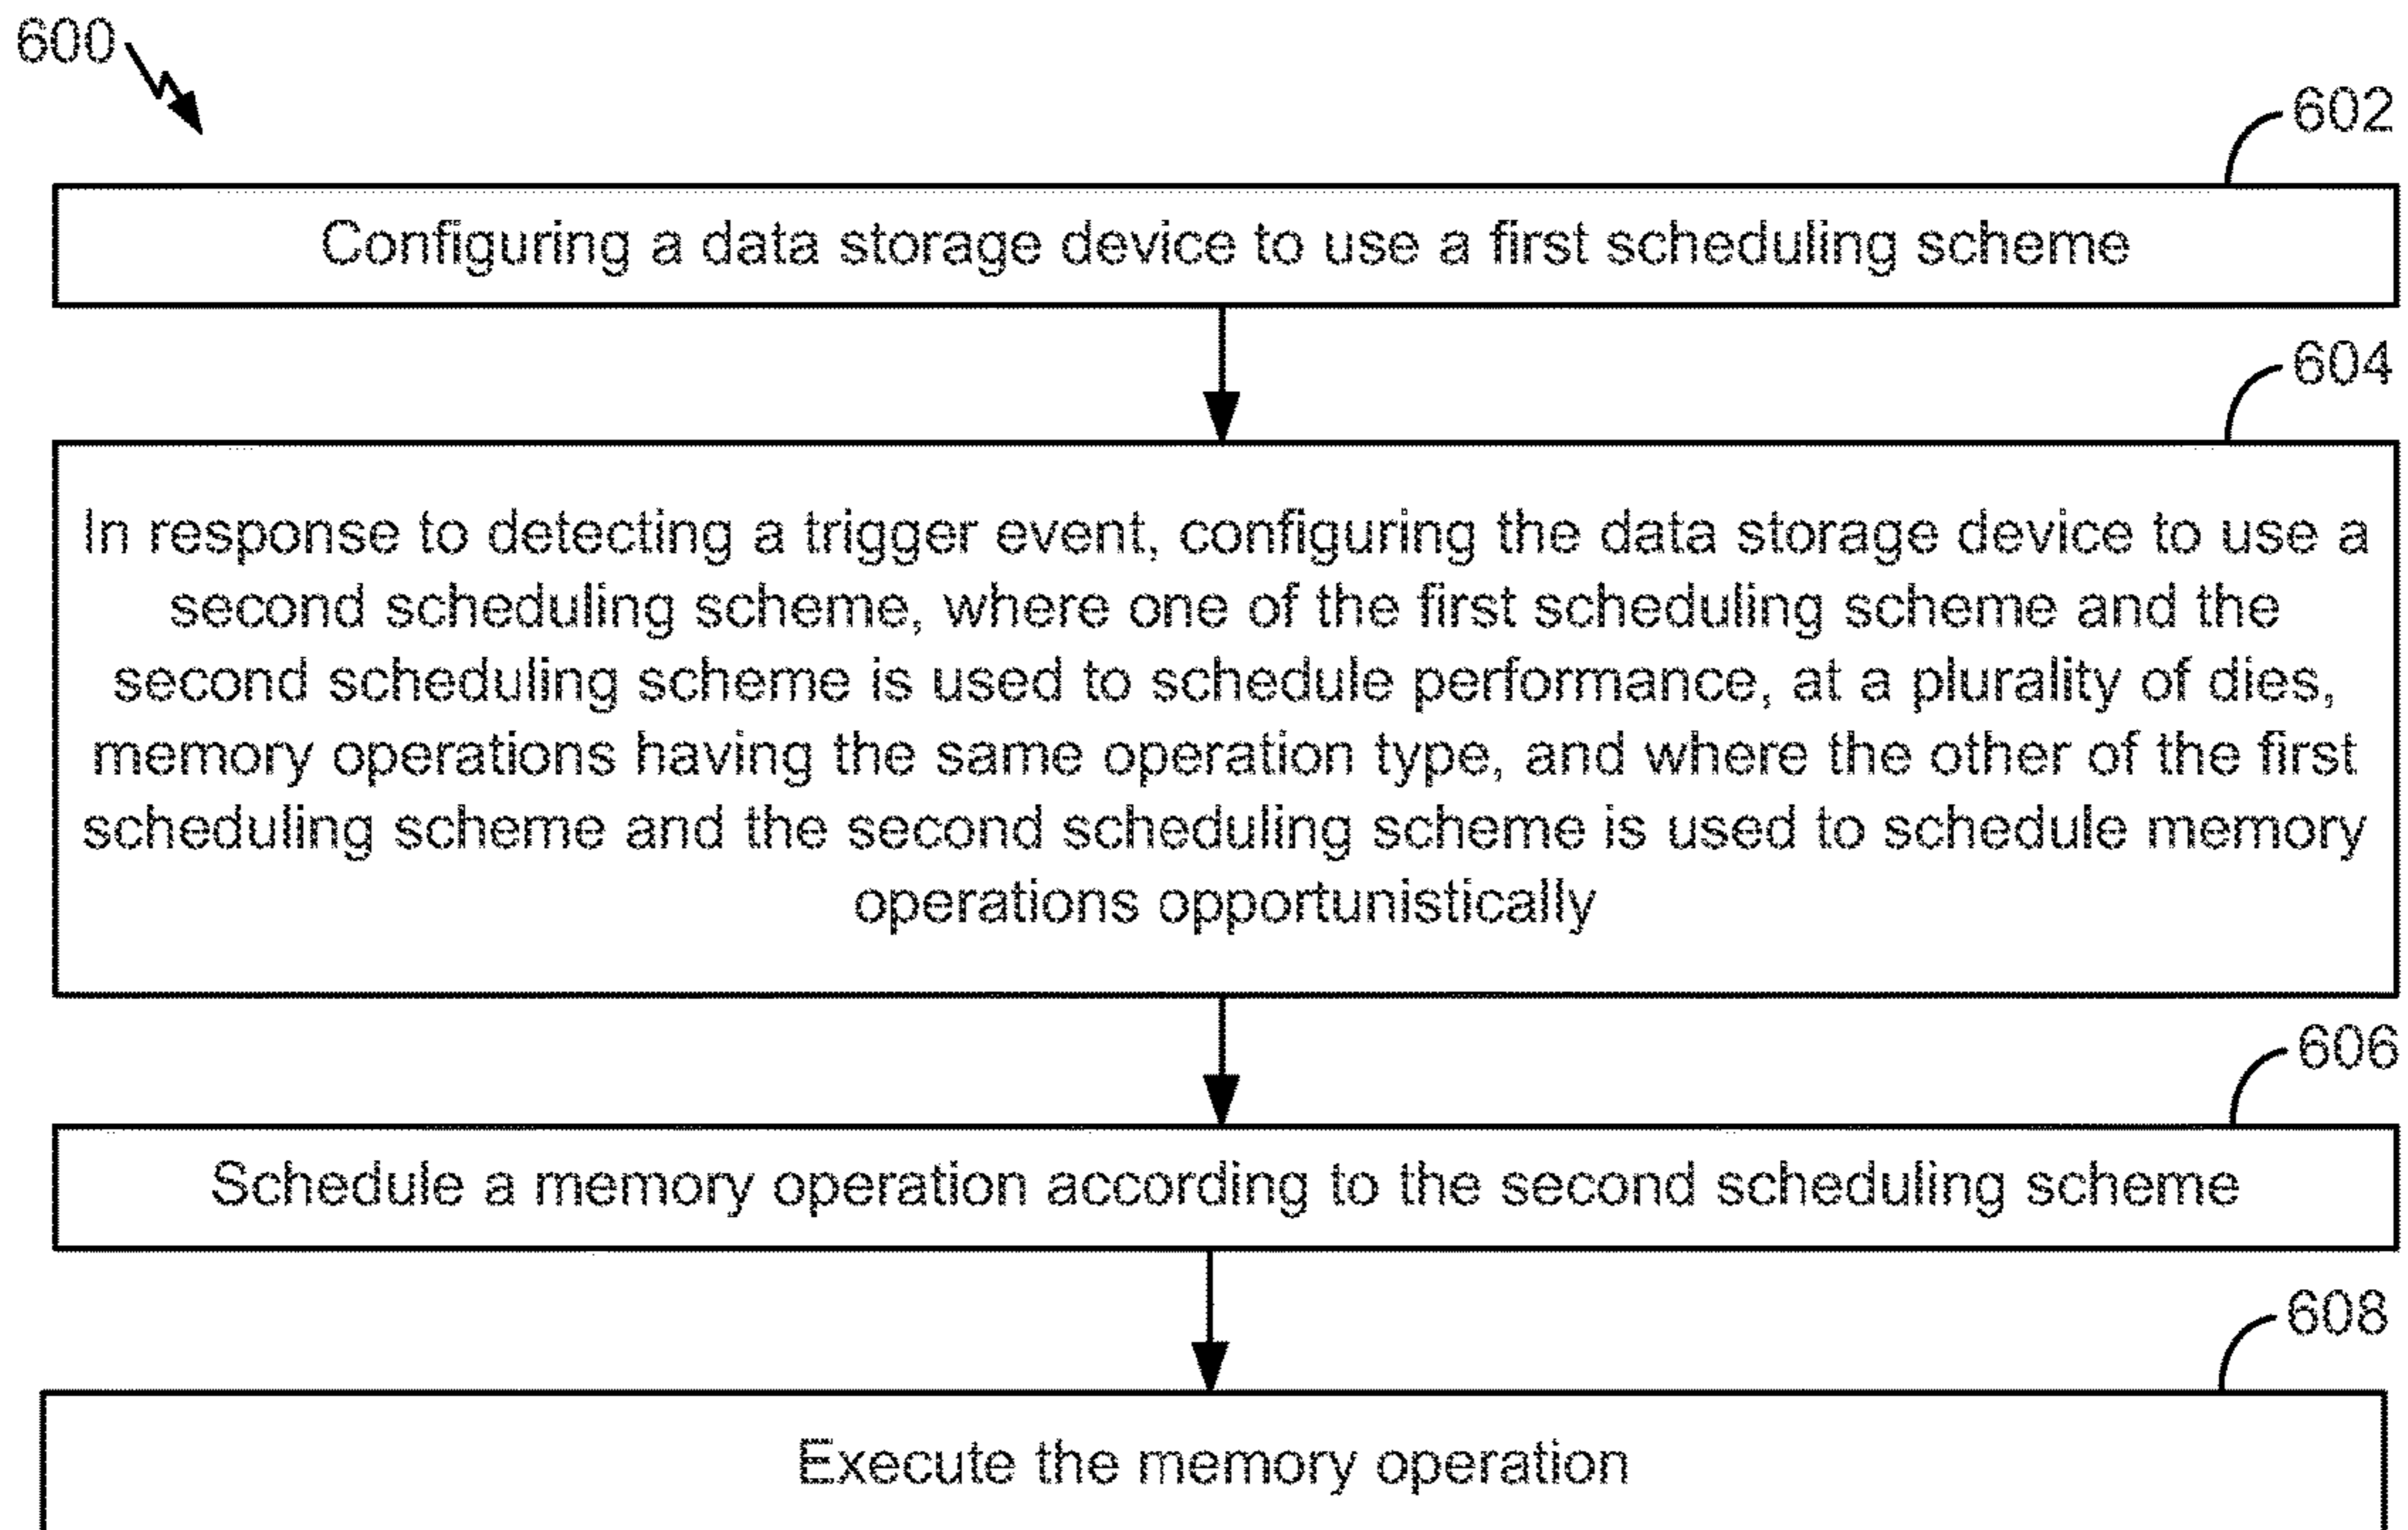 600
602
Configuring a data storage device to use a first scheduling scheme
604
In response to detecting a trigger event, configuring the data storage device to use a
second scheduling scheme, where one of the first scheduling scheme and the
second scheduling scheme is used to schedule performance, at a plurality of dies,
memory operations having the same operation type, and where the other of the first
scheduling scheme and the second scheduling scheme is used to schedule memory
operations opportunistically
606
Schedule a memory operation according to the second scheduling scheme
608
Execute the memory operation